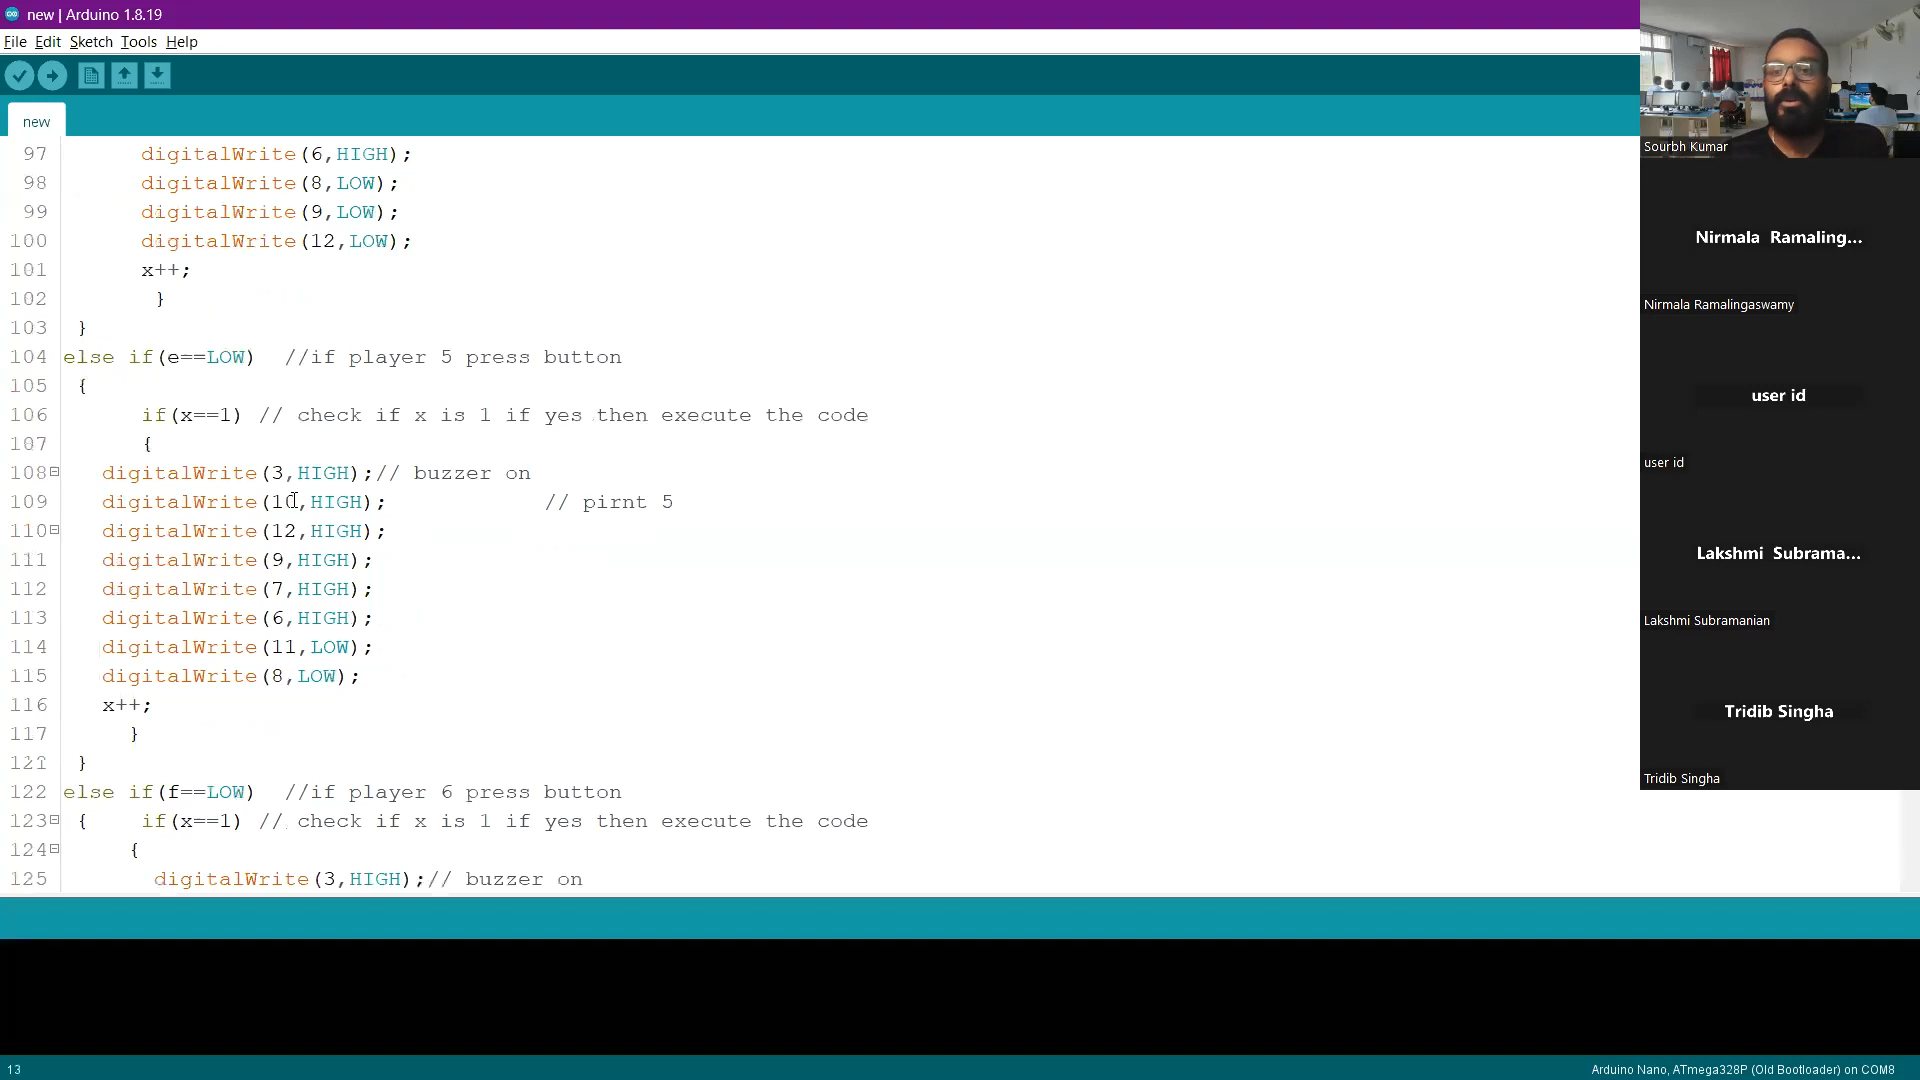 new | Arduino 1.8.19
File Edit Sketch Tools Help
new
97 digitalWrite(6,HIGH);
98 digitalWrite(8,LOW);
99 digitalWrite(9,LOW);
100 digitalWrite(12,LOW);
101 x++;
102 }
103 }
104 else if(e==LOW) //if player 5 press button
105 {
106 if(x==1) // check if x is 1 if yes then execute the code
107 {
108 digitalWrite(3,HIGH);// buzzer on
109 digitalWrite(10,HIGH); // pirnt 5
110 digitalWrite(12,HIGH);
111 digitalWrite(9,HIGH);
112 digitalWrite(7,HIGH);
113 digitalWrite(6,HIGH);
114 digitalWrite(11,LOW);
115 digitalWrite(8,LOW);
116 x++;
117 }
121 }
122 else if(f==LOW) //if player 6 press button
123 { if(x==1) // check if x is 1 if yes then execute the code
124 {
125 digitalWrite(3,HIGH);// buzzer on
13
Arduino Nano, ATmega328P (Old Bootloader) on COM8
Sourbh Kumar
Nirmala Ramaling...
Nirmala Ramalingaswamy
user id
user id
Lakshmi Subrama...
Lakshmi Subramanian
Tridib Singha
Tridib Singha